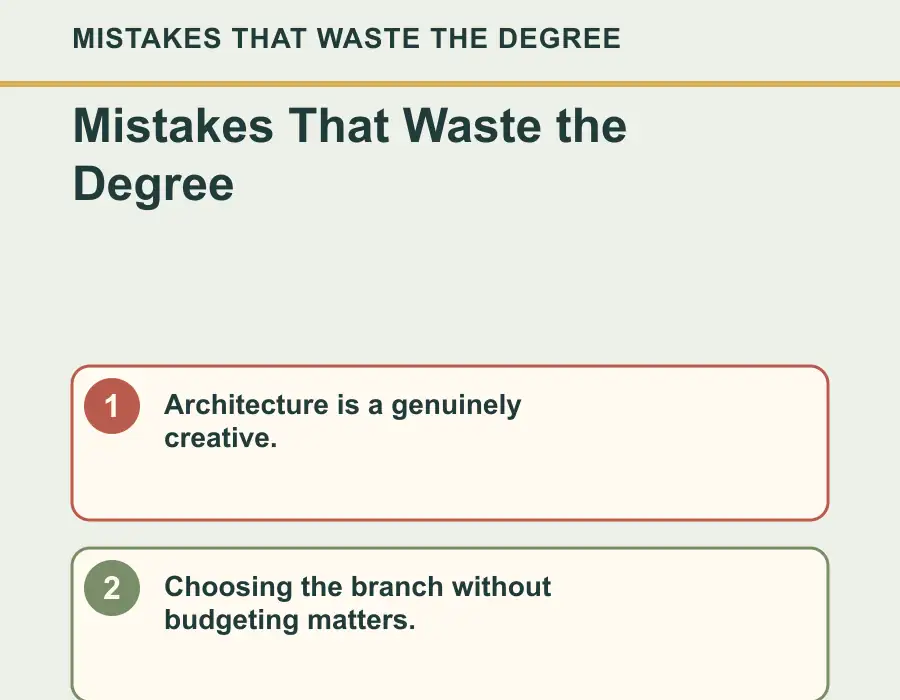 MISTAKES THAT WASTE THE DEGREE
Mistakes That Waste the
Degree
1
Architecture is a genuinely
creative.
2
Choosing the branch without
budgeting matters.